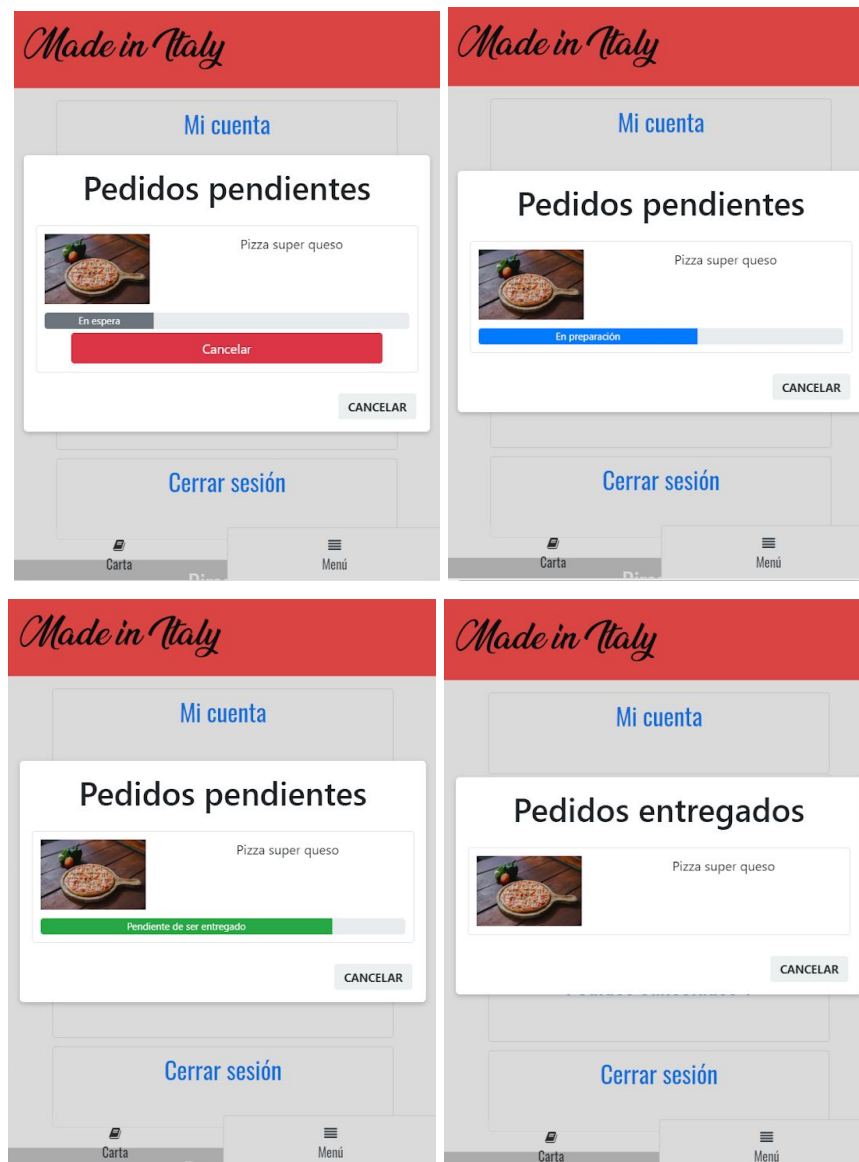 Made in Italy
Mi cuenta
Pedidos pendientes
Pizza super queso
En espera
Cancelar
CANCELAR
Cerrar sesión
Carta
Menú
Made in Italy
Mi cuenta
Pedidos pendientes
Pizza super queso
En preparación
CANCELAR
Cerrar sesión
Carta
Menú
Made in Italy
Mi cuenta
Pedidos pendientes
Pizza super queso
Pendiente de ser entregado
CANCELAR
Cerrar sesión
Carta
Menú
Made in Italy
Mi cuenta
Pedidos entregados
Pizza super queso
CANCELAR
Cerrar sesión
Carta
Menú